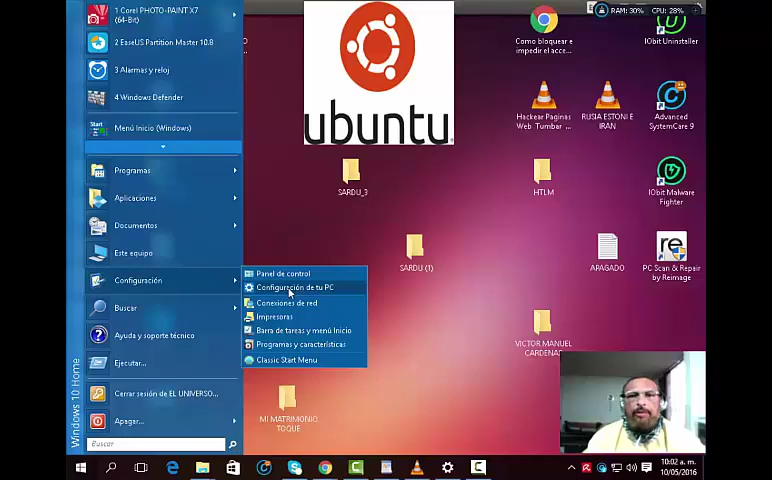 1 Corel PHOTO-PAINT X7
(64-Bit)
2 EaseUS Partition Master 10.8
3 Alarmas y reloj
4 Windows Defender
Start
Menú Inicio (Windows)
Programas
Aplicaciones
Documentos
Este equipo
Configuración
Buscar
Ayuda y soporte técnico
Ejecutar...
Cerrar sesión de EL UNIVERSO...
Apagar...
Buscar
Windows 10 Home
Panel de control
Configuración de tu PC
Conexiones de red
Impresoras
Barra de tareas y menú Inicio
Programas y características
Classic Start Menu
ubuntu
RAM: 30%
CPU: 28%
Como bloquear e
impedir el acce...
IObit Uninstaller
Hackear Paginas
Web Tumbar ...
RUSIA ESTONI E
IRAN
Advanced
SystemCare 9
SARDU_3
HTLM
IObit Malware
Fighter
SARDU (1)
APAGADO
re
PC Scan & Repair
by Reimage
VICTOR MANUEL
CARDENAS
MI MATRIMONIO
TOQUE
10:02 a. m.
10/05/2016